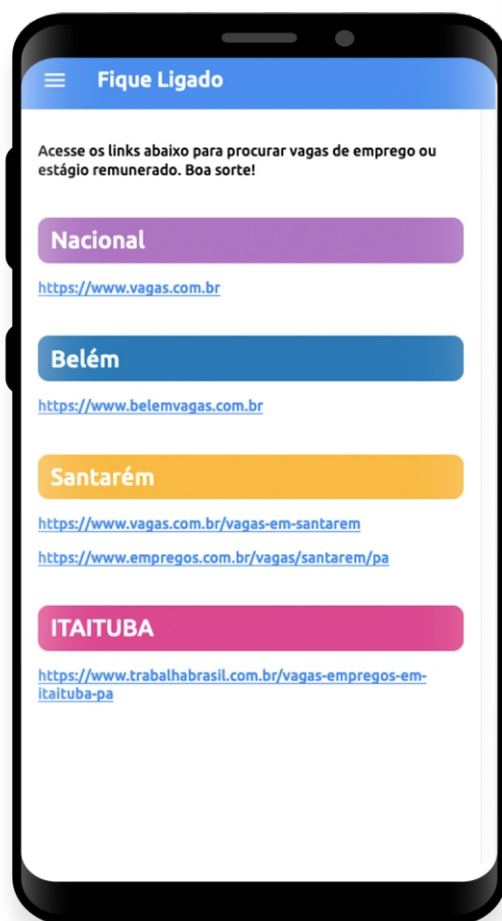 Fique Ligado
Acesse os links abaixo para procurar vagas de emprego ou
estágio remunerado. Boa sorte!
Nacional
https://www.vagas.com.br
Belém
https://www.belemvagas.com.br
Santarém
https://www.vagas.com.br/vagas-em-santarem
https://www.empregos.com.br/vagas/santarem/pa
ITAITUBA
https://www.trabalhabrasil.com.br/vagas-empregos-em-
itaituba-pa